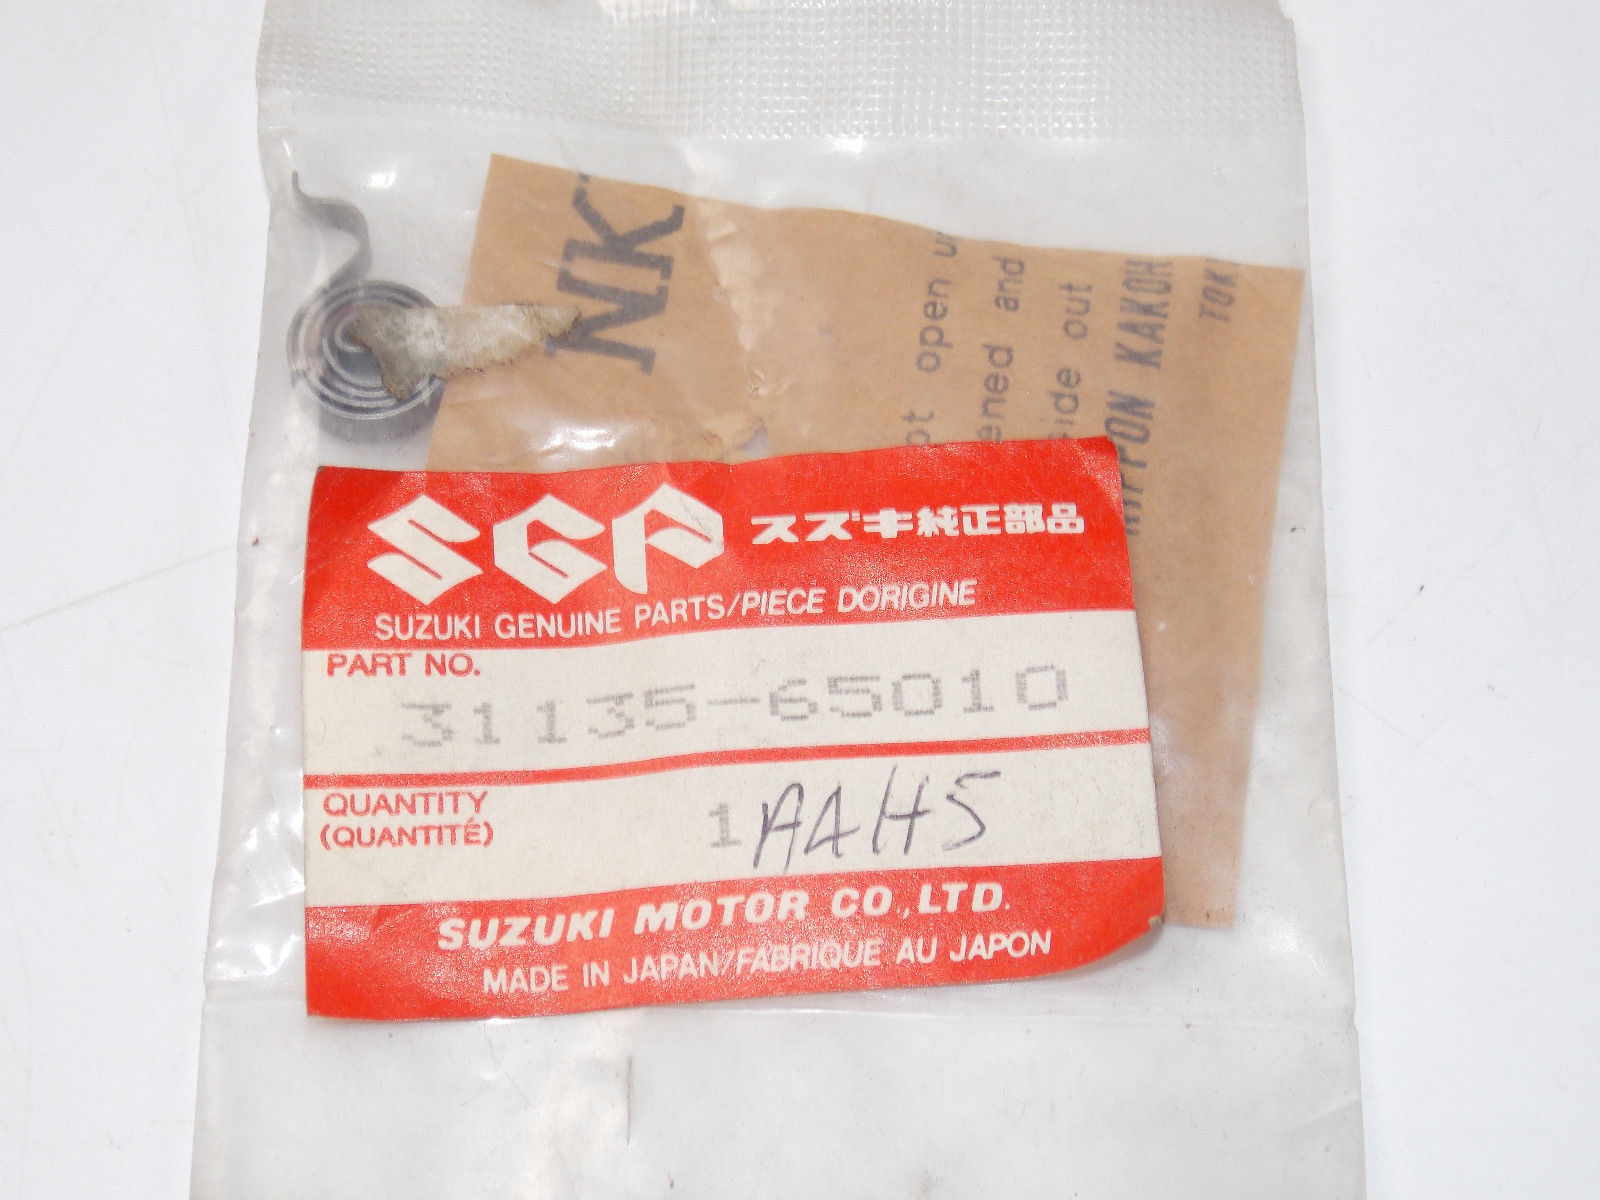 NK
ot open u
ened and
side out
NIPPON KAKOH
TOK
SGP スズキ純正部品
SUZUKI GENUINE PARTS/PIECE DORIGINE
PART NO.
31135-65010
QUANTITY
(QUANTITÉ)
1 AAH5
SUZUKI MOTOR CO.,LTD.
MADE IN JAPAN/FABRIQUE AU JAPON